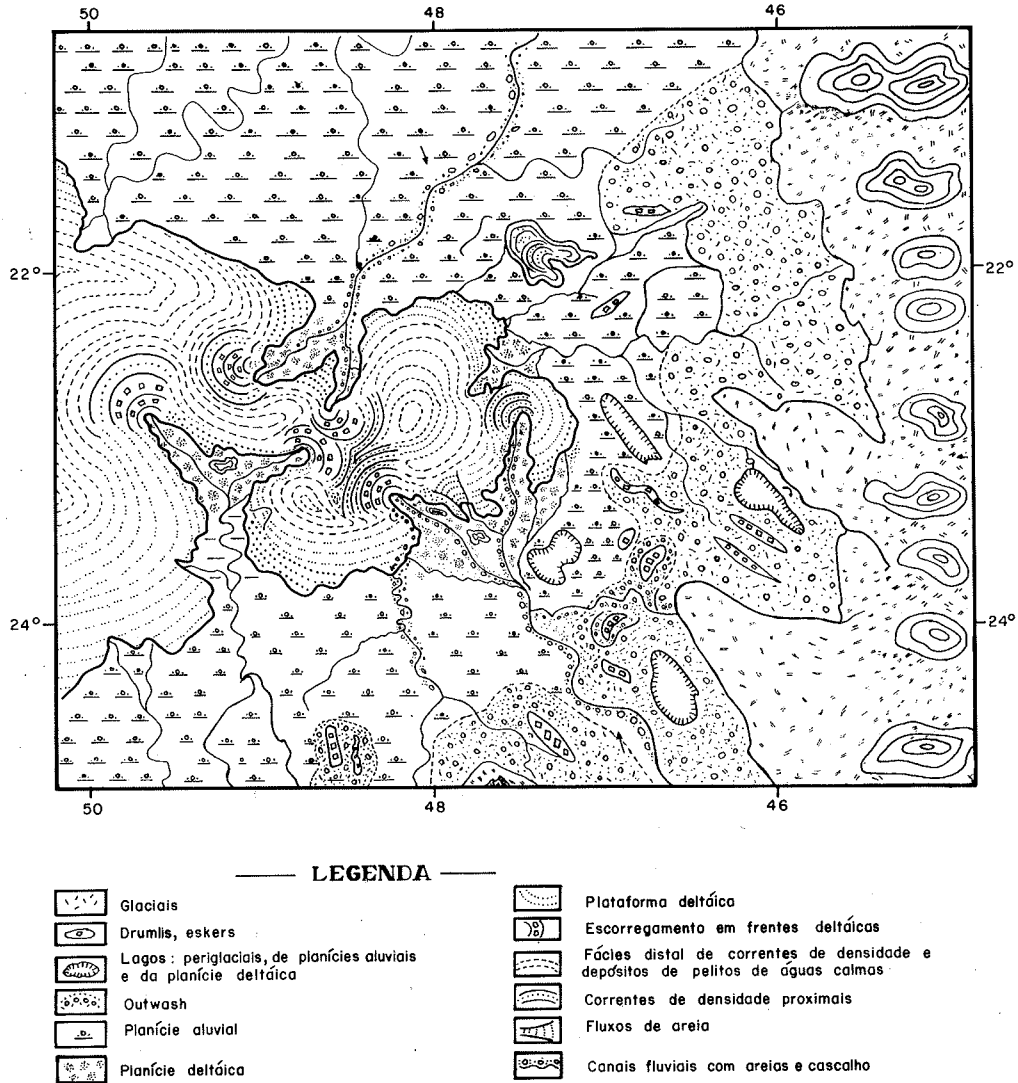 50 48 46
22° 22°
24° 24°
50 48 46
LEGENDA
Glaciais
Drumlis, eskers
Lagos : periglaciais, de planícies aluviais
e da planície deltáica
Outwash
Planície aluvial
Planície deltáica
Plataforma deltáica
Escorregamento em frentes deltáicas
Fácies distal de correntes de densidade e
depósitos de pelitos de águas calmas
Correntes de densidade proximais
Fluxos de areia
Canais fluviais com areias e cascalho